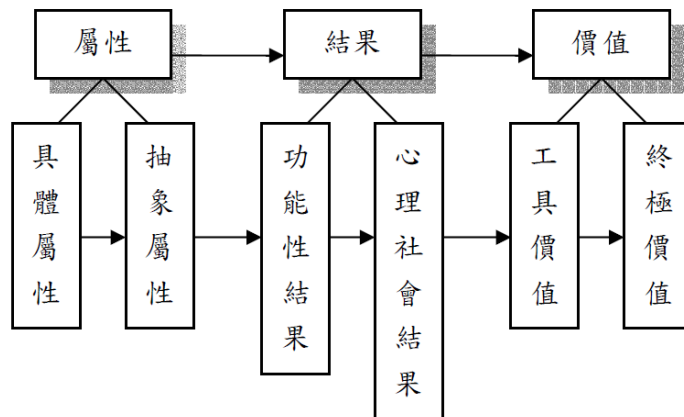 屬性
結果
價值
具體屬性
抽象屬性
功能性結果
心理社會結果
工具價值
終極價值